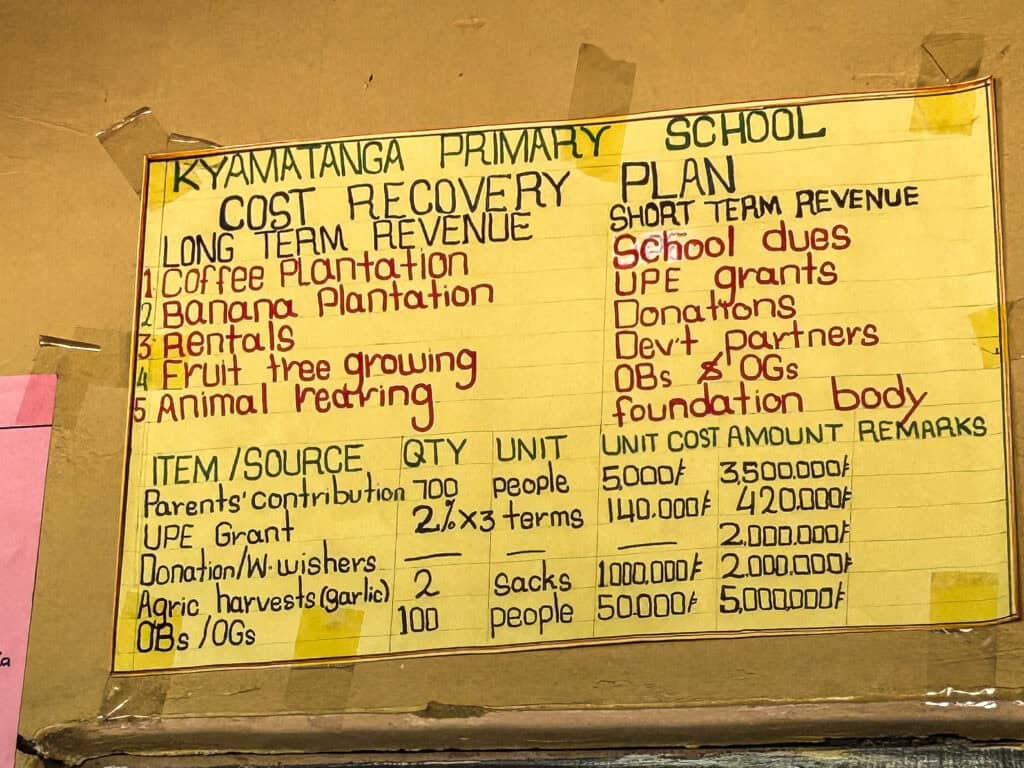 KYAMATANGA PRIMARY SCHOOL
COST RECOVERY PLAN
LONG TERM REVENUE
1 Coffee Plantation
2 Banana Plantation
3 Rentals
4 Fruit tree growing
5 Animal rearing
SHORT TERM REVENUE
School dues
UPE grants
Donations
Dev't partners
OBs & OGs
foundation body
ITEM/SOURCE QTY UNIT UNIT COST AMOUNT REMARKS
Parents' contribution 700 people 5,000/= 3,500.000/=
UPE Grant 2%x3 terms 140.000/= 420.000/=
Donation/W.wishers — — — 2.000.000/=
Agric harvests(garlic) 2 sacks 1.000,000/= 2.000.000/=
OBs/OGs 100 people 50.000/= 5,000,000/=